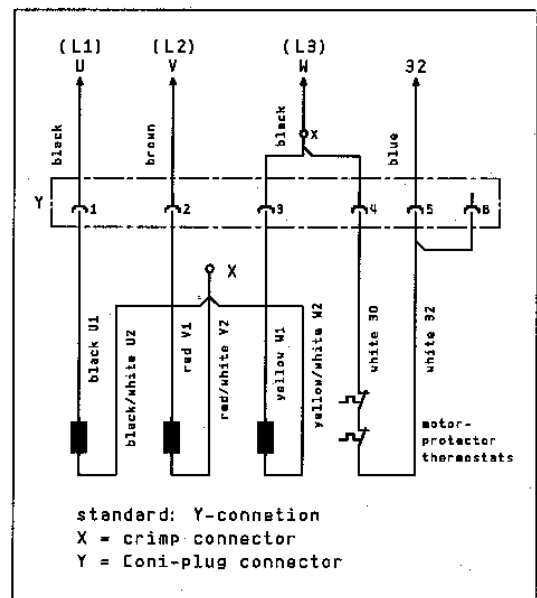 (L1) (L2) (L3)
U V W 32
black
brown
black
X
blue
Y 1 2 3 4 5 6
X
black U1
black/white U2
red V1
red/white V2
yellow W1
yellow/white W2
white 30
white 32
motor-
protector
thermostats
standard: Y-connetion
X = crimp connector
Y = Coni-plug connector